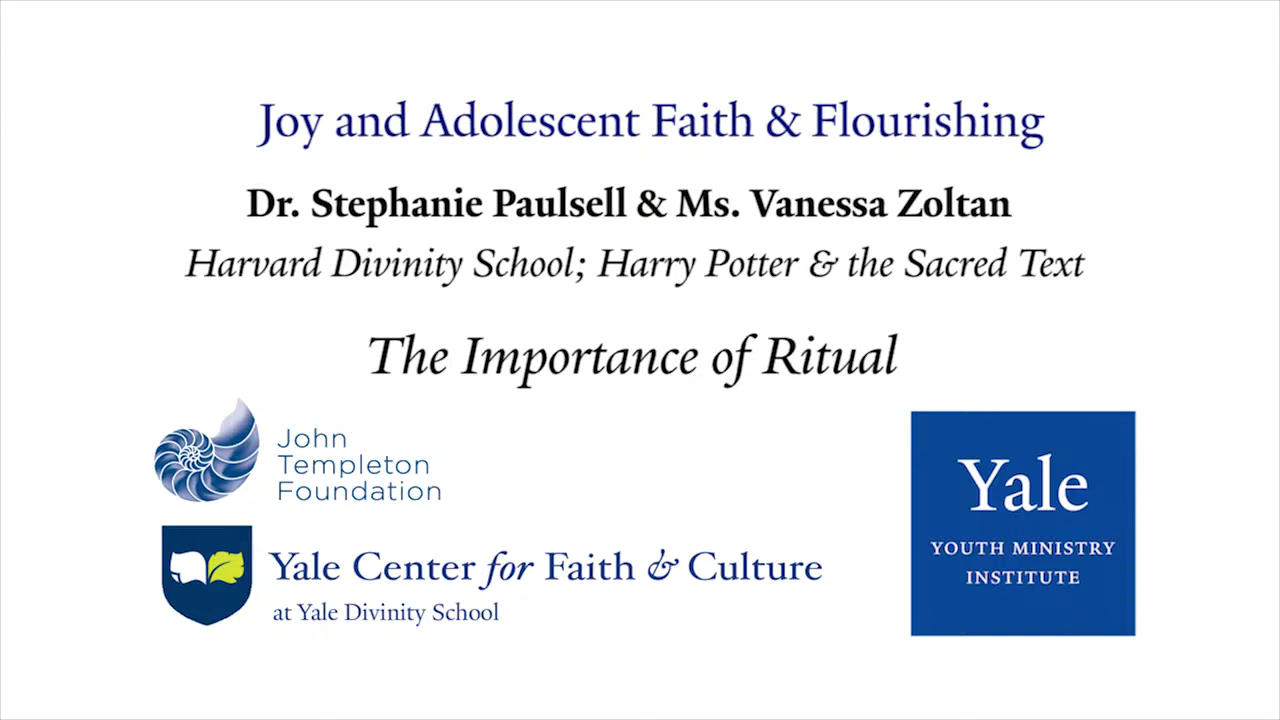 Joy and Adolescent Faith & Flourishing
Dr. Stephanie Paulsell & Ms. Vanessa Zoltan
Harvard Divinity School; Harry Potter & the Sacred Text
The Importance of Ritual
John
Templeton
Foundation
Yale Center for Faith & Culture
at Yale Divinity School
Yale
YOUTH MINISTRY
INSTITUTE